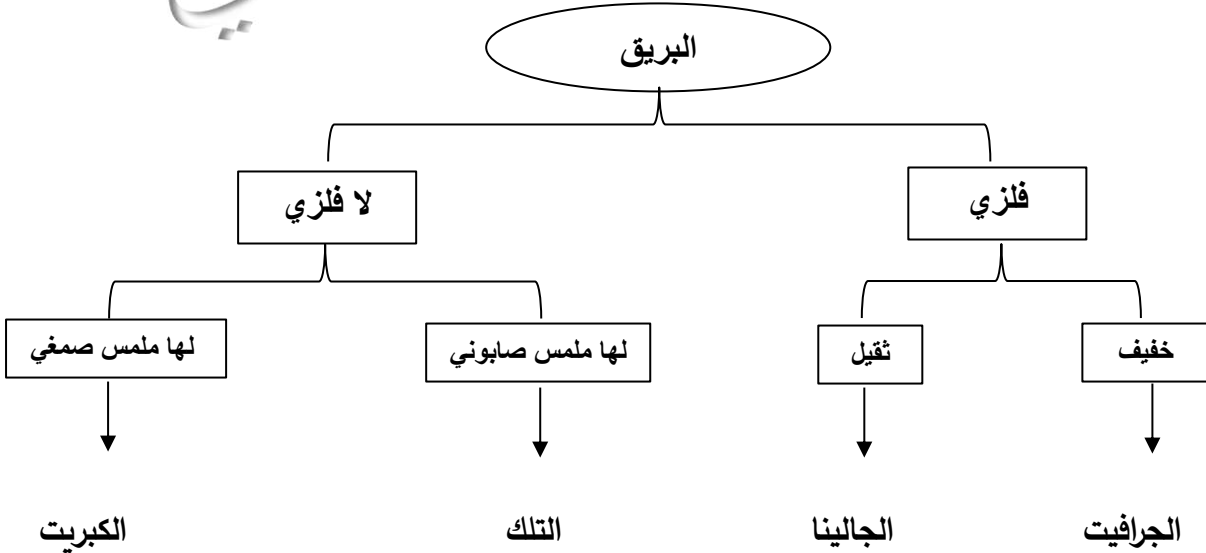 البريق
فلزي
لا فلزي
خفيف
ثقيل
لها ملمس صابوني
لها ملمس صمغي
الجرافيت
الجالينا
التلك
الكبريت